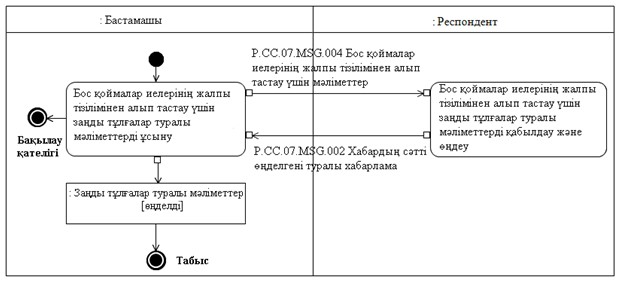 : Бастамашы
: Респондент
P.CC.07.MSG.004 Бос қоймалар
иелерінің жалпы тізілімінен алып
тастау үшін мәліметтер
Бос қоймалар иелерінің жалпы
тізілімінен алып тастау үшін
заңды тұлғалар туралы
мәліметтерді ұсыну
Бос қоймалар иелерінің жалпы
тізілімінен алып тастау үшін
заңды тұлғалар туралы
мәліметтерді қабылдау және
өңдеу
Бақылау
қателігі
P.CC.07.MSG.002 Хабардың сәтті
өңделгені туралы хабарлама
: Заңды тұлғалар туралы мәліметтер
[өңделді]
Табыс